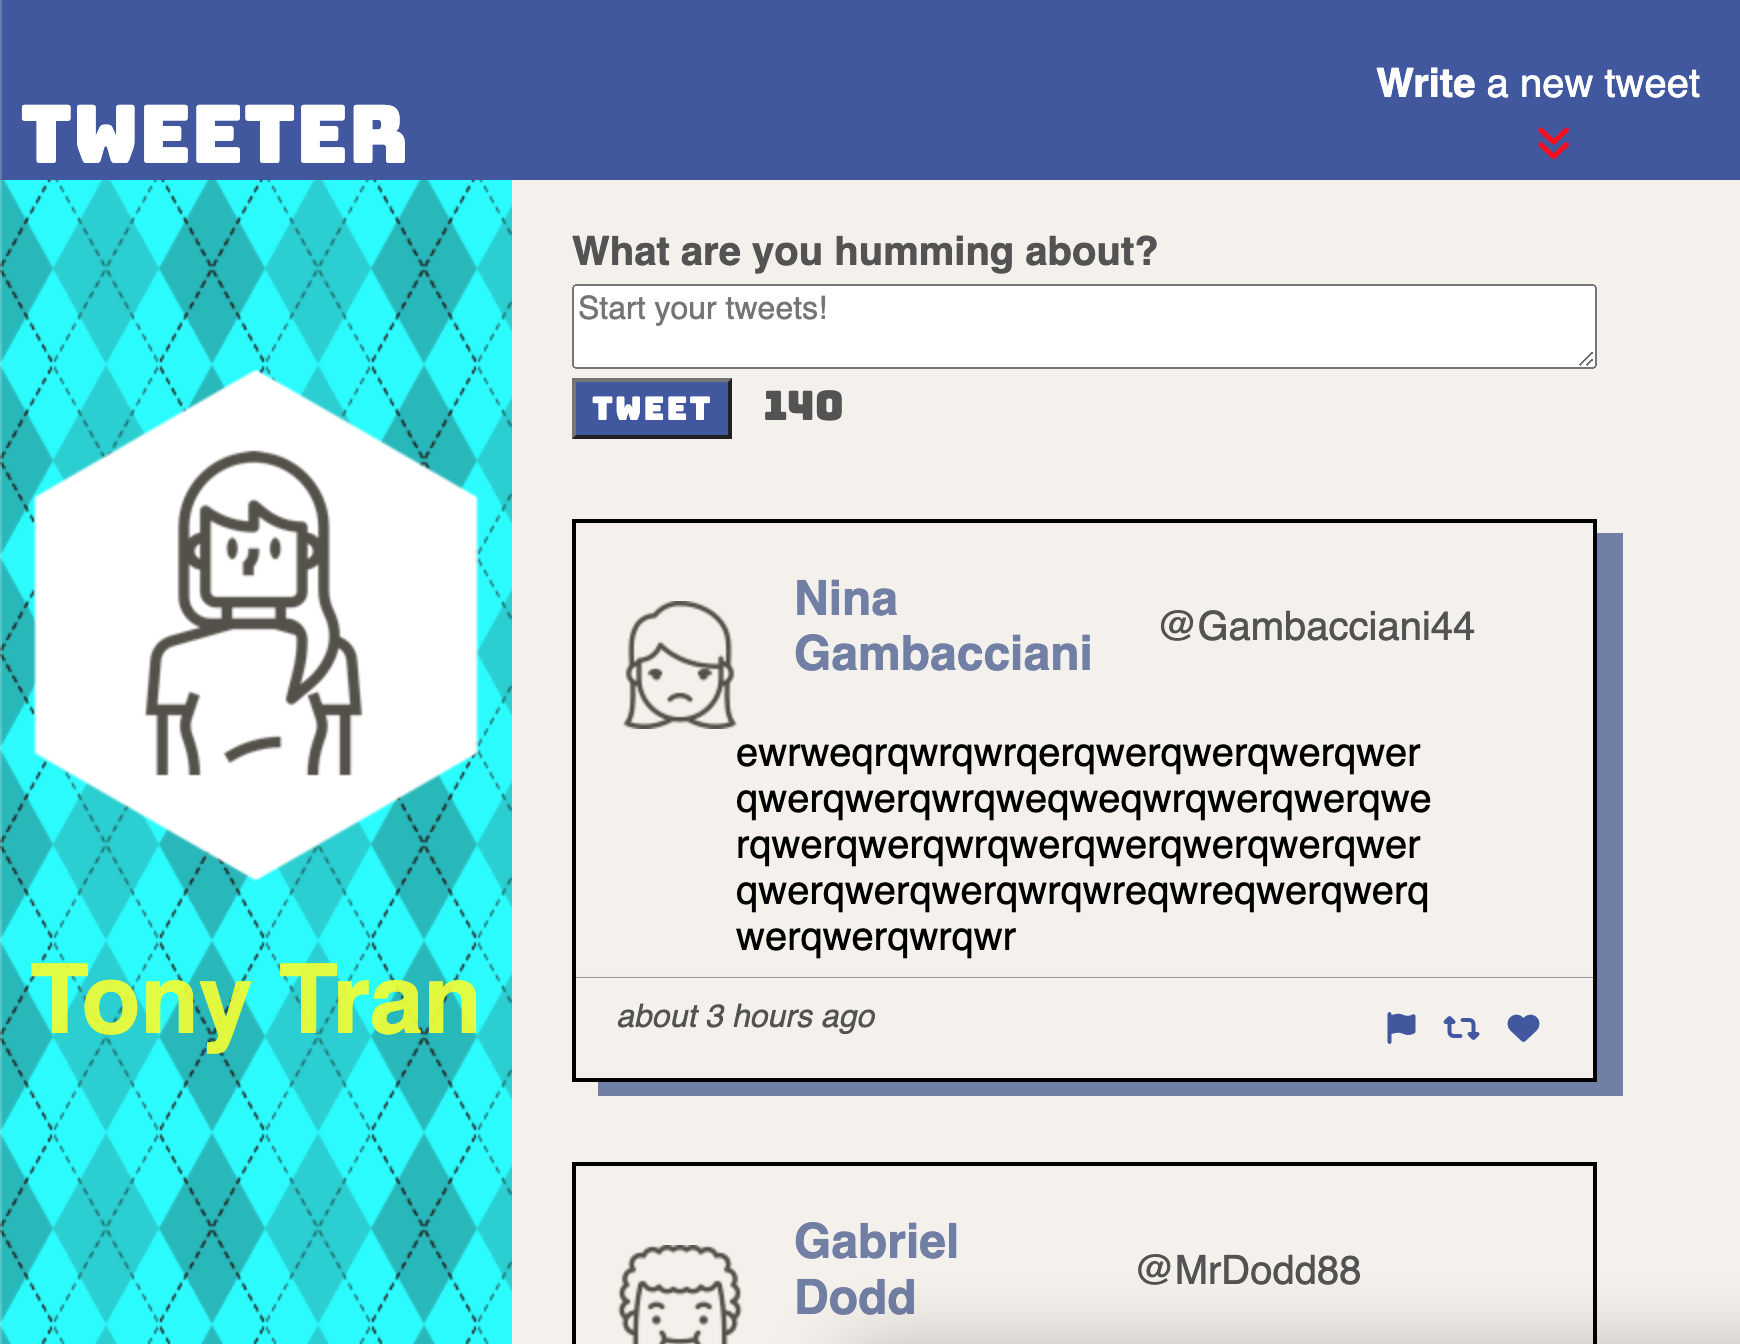 TWEETER
Write a new tweet
Tony Tran
What are you humming about?
Start your tweets!
TWEET 140
Nina
Gambacciani
@Gambacciani44
ewrweqrqwrqwrqerqwerqwerqwerqwer
qwerqwerqwrqweqweqwrqwerqwerqwe
rqwerqwerqwrqwerqwerqwerqwerqwer
qwerqwerqwerqwrqwreqwreqwerqwerq
werqwerqwrqwr
about 3 hours ago
Gabriel
Dodd
@MrDodd88